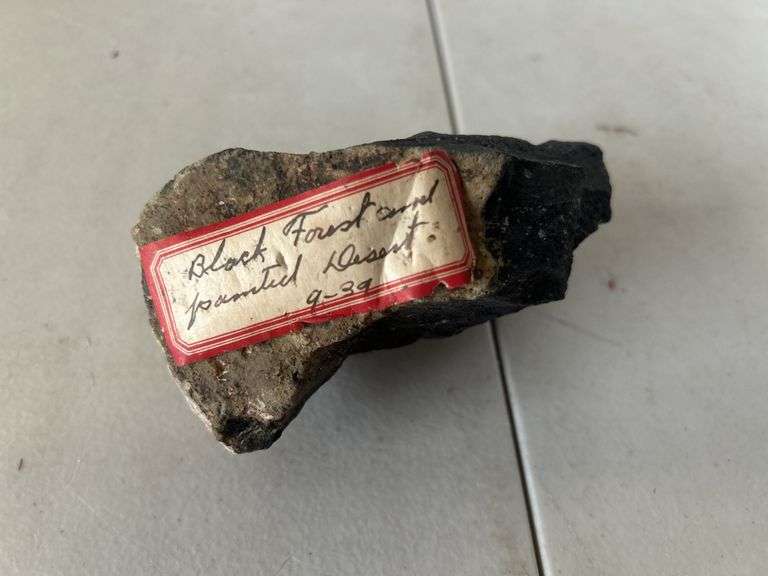 Black Forest and
painted Desert
9-39